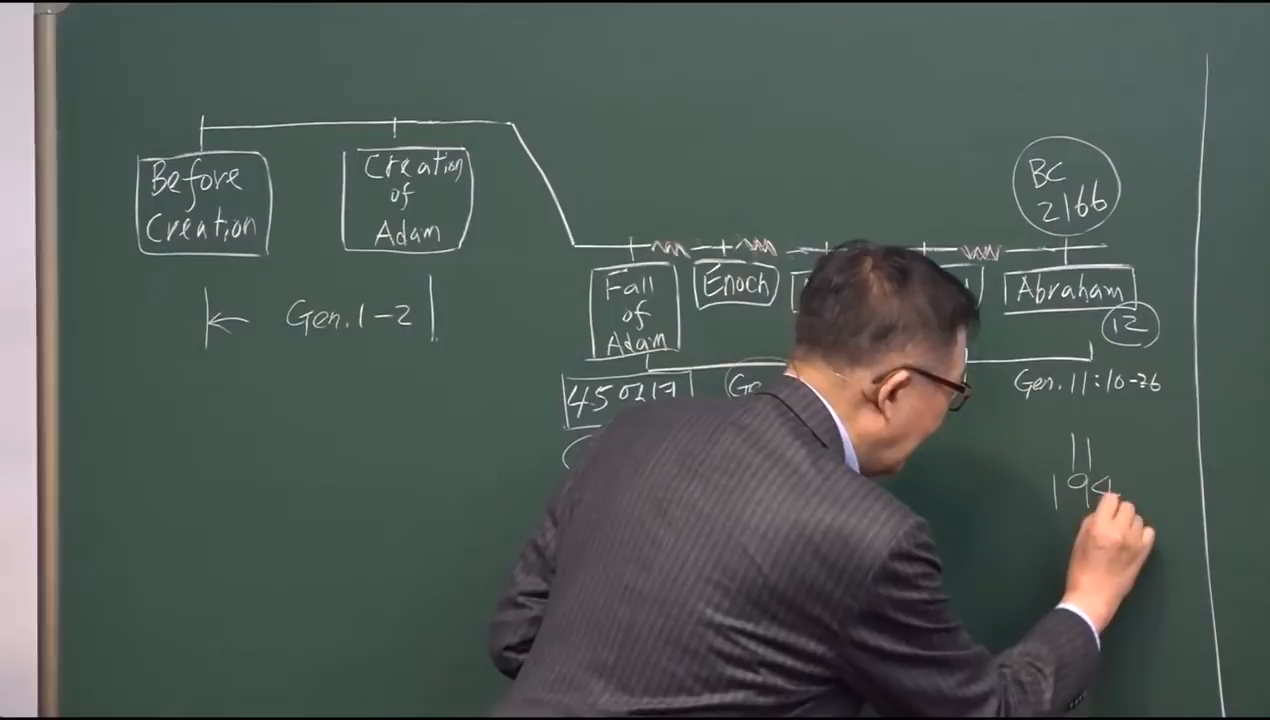 Before
Creation
Creation
of
Adam
Gen. 1-2
Fall
of
Adam
Enoch
BC
2166
Abraham
12
Gen. 11:10-26
11
194